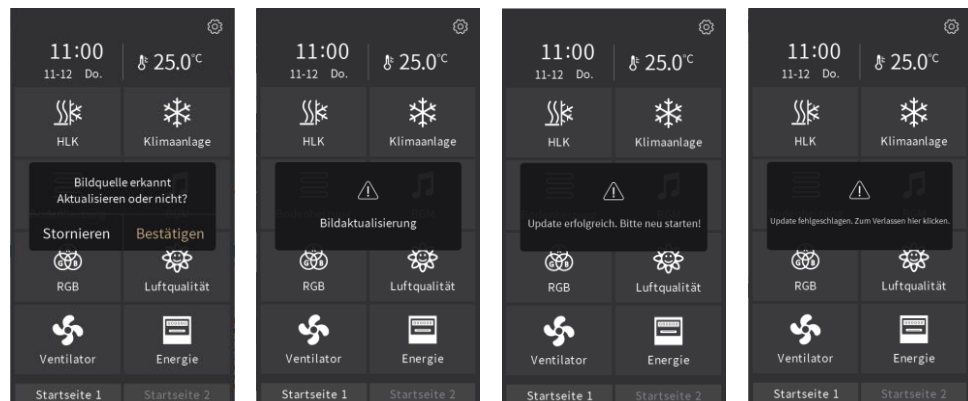 11:00
11-12 Do.
25.0°C
HLK
Klimaanlage
Bildquelle erkannt
Aktualisieren oder nicht?
Stornieren
Bestätigen
RGB
Luftqualität
Ventilator
Energie
Startseite 1
Startseite 2
11:00
11-12 Do.
25.0°C
HLK
Klimaanlage
Bildaktualisierung
RGB
Luftqualität
Ventilator
Energie
Startseite 1
Startseite 2
11:00
11-12 Do.
25.0°C
HLK
Klimaanlage
Update erfolgreich. Bitte neu starten!
RGB
Luftqualität
Ventilator
Energie
Startseite 1
Startseite 2
11:00
11-12 Do.
25.0°C
HLK
Klimaanlage
Update fehlgeschlagen. Zum Verlassen hier klicken.
RGB
Luftqualität
Ventilator
Energie
Startseite 1
Startseite 2